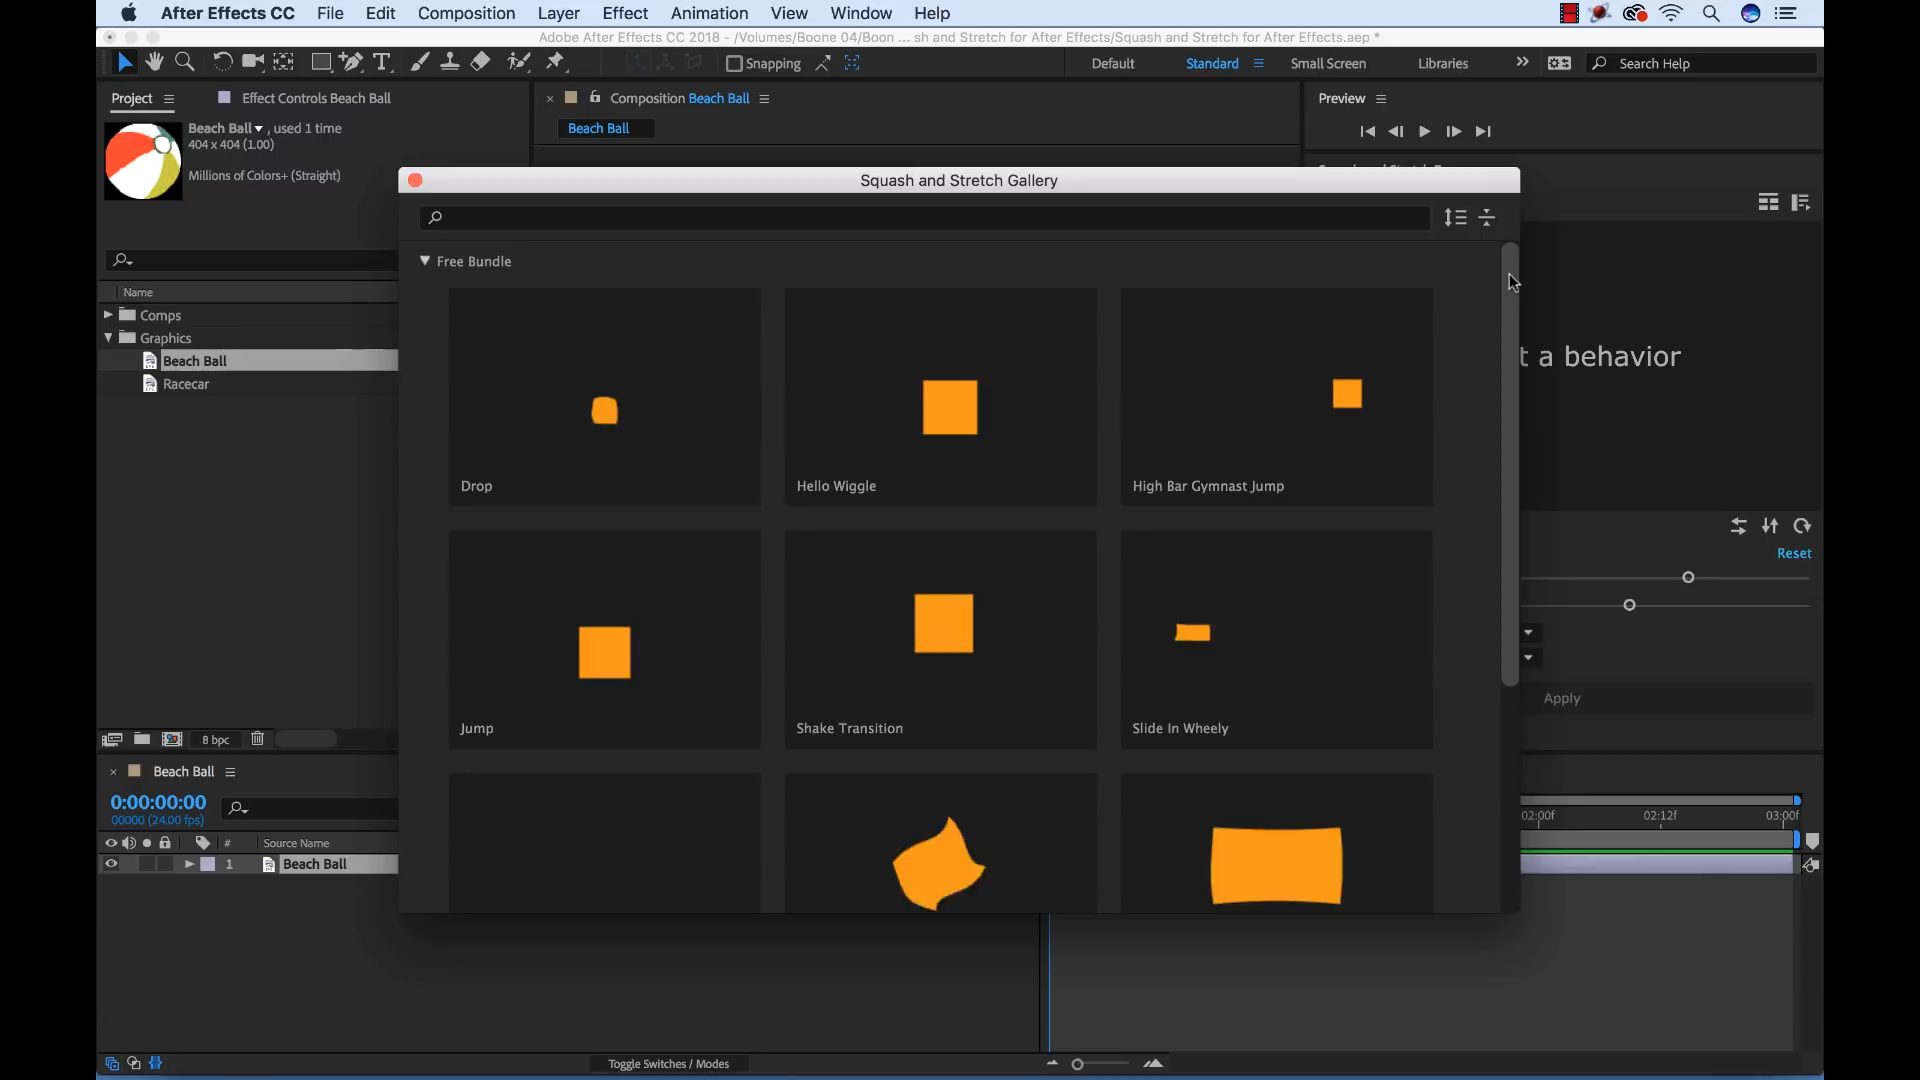 After Effects CC File Edit Composition Layer Effect Animation View Window Help
Adobe After Effects CC 2018 - /Volumes/Boone 04/Boon ... sh and Stretch for After Effects/Squash and Stretch for After Effects.aep *
Snapping Default Standard Small Screen Libraries Search Help
Project Effect Controls Beach Ball Composition Beach Ball Preview
Beach Ball , used 1 time
404 x 404 (1.00)
Millions of Colors+ (Straight)
Beach Ball
Squash and Stretch Gallery
Free Bundle
Name
Comps
Graphics
Beach Ball
Racecar
t a behavior
Drop Hello Wiggle High Bar Gymnast Jump
Reset
Jump Shake Transition Slide In Wheely
Apply
8 bpc
Beach Ball
0:00:00:00
00000 (24.00 fps)
02:00f 02:12f 03:00f
# Source Name
1 Beach Ball
Toggle Switches / Modes